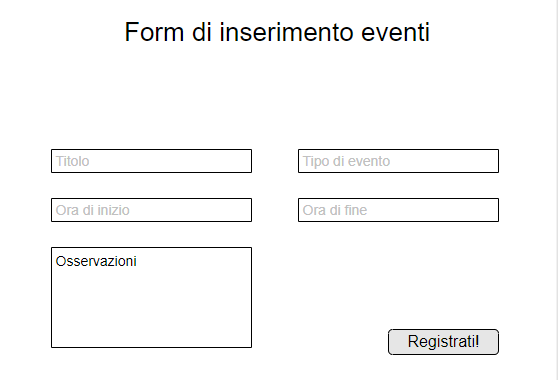 Form di inserimento eventi
Titolo
Tipo di evento
Ora di inizio
Ora di fine
Osservazioni
Registrati!